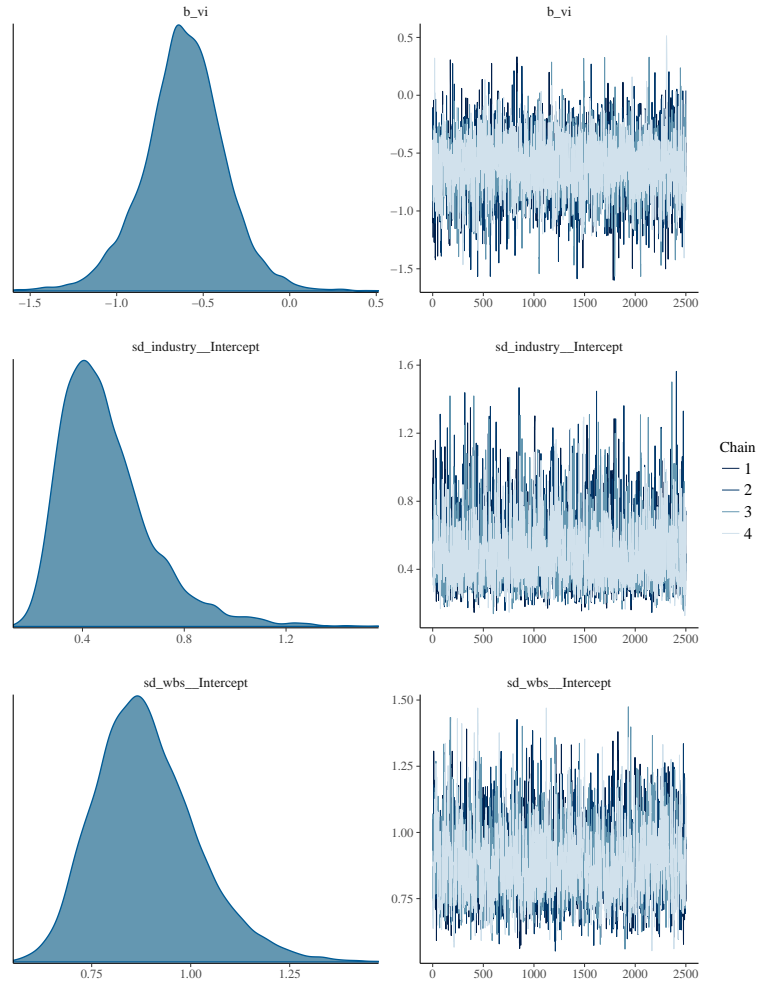 b_vi
b_vi
0.5
0.0
−0.5
−1.0
−1.5
−1.5 −1.0 −0.5 0.0 0.5
0 500 1000 1500 2000 2500
sd_industry__Intercept
sd_industry__Intercept
1.6
1.2
0.8
0.4
0.4 0.8 1.2
0 500 1000 1500 2000 2500
Chain
1
2
3
4
sd_wbs__Intercept
sd_wbs__Intercept
1.50
1.25
1.00
0.75
0.75 1.00 1.25
0 500 1000 1500 2000 2500